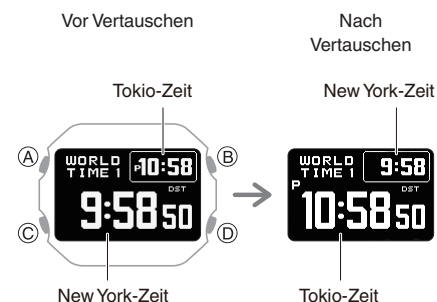 Vor Vertauschen
Nach
Vertauschen
Tokio-Zeit
New York-Zeit
A
B
C
D
WORLD
TIME 1
P10:58
DST
9:58 50
WORLD
TIME 1
9:58
P
DST
10:58 50
New York-Zeit
Tokio-Zeit